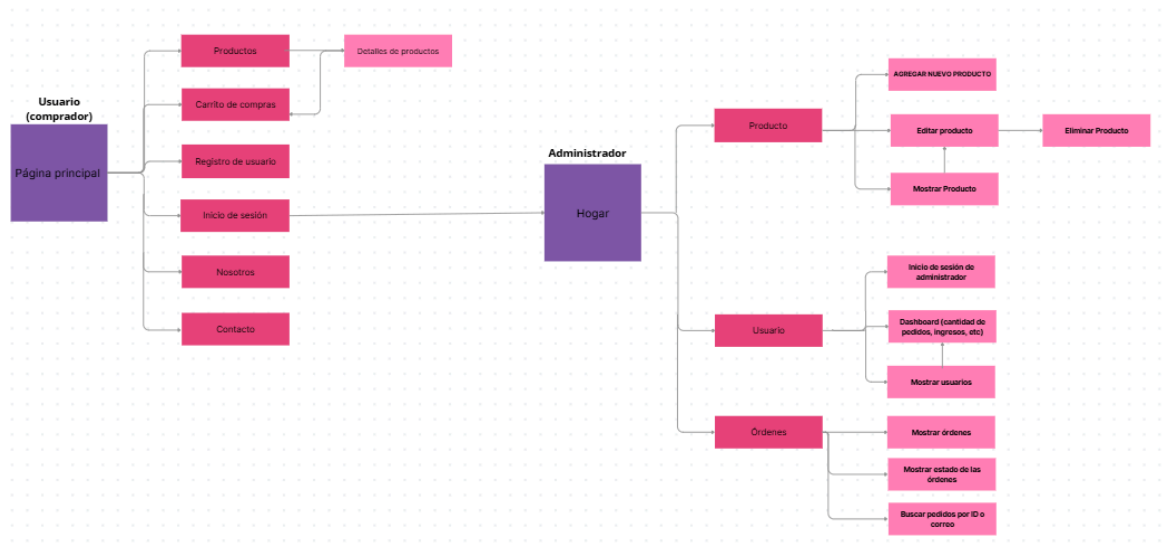 Usuario
(comprador)
Página principal
Productos
Detalles de productos
Carrito de compras
Registro de usuario
Inicio de sesión
Nosotros
Contacto
Administrador
Hogar
Producto
AGREGAR NUEVO PRODUCTO
Editar producto
Eliminar Producto
Mostrar Producto
Usuario
Inicio de sesión de
administrador
Dashboard (cantidad de
pedidos, ingresos, etc)
Mostrar usuarios
Órdenes
Mostrar órdenes
Mostrar estado de las
órdenes
Buscar pedidos por ID o
correo